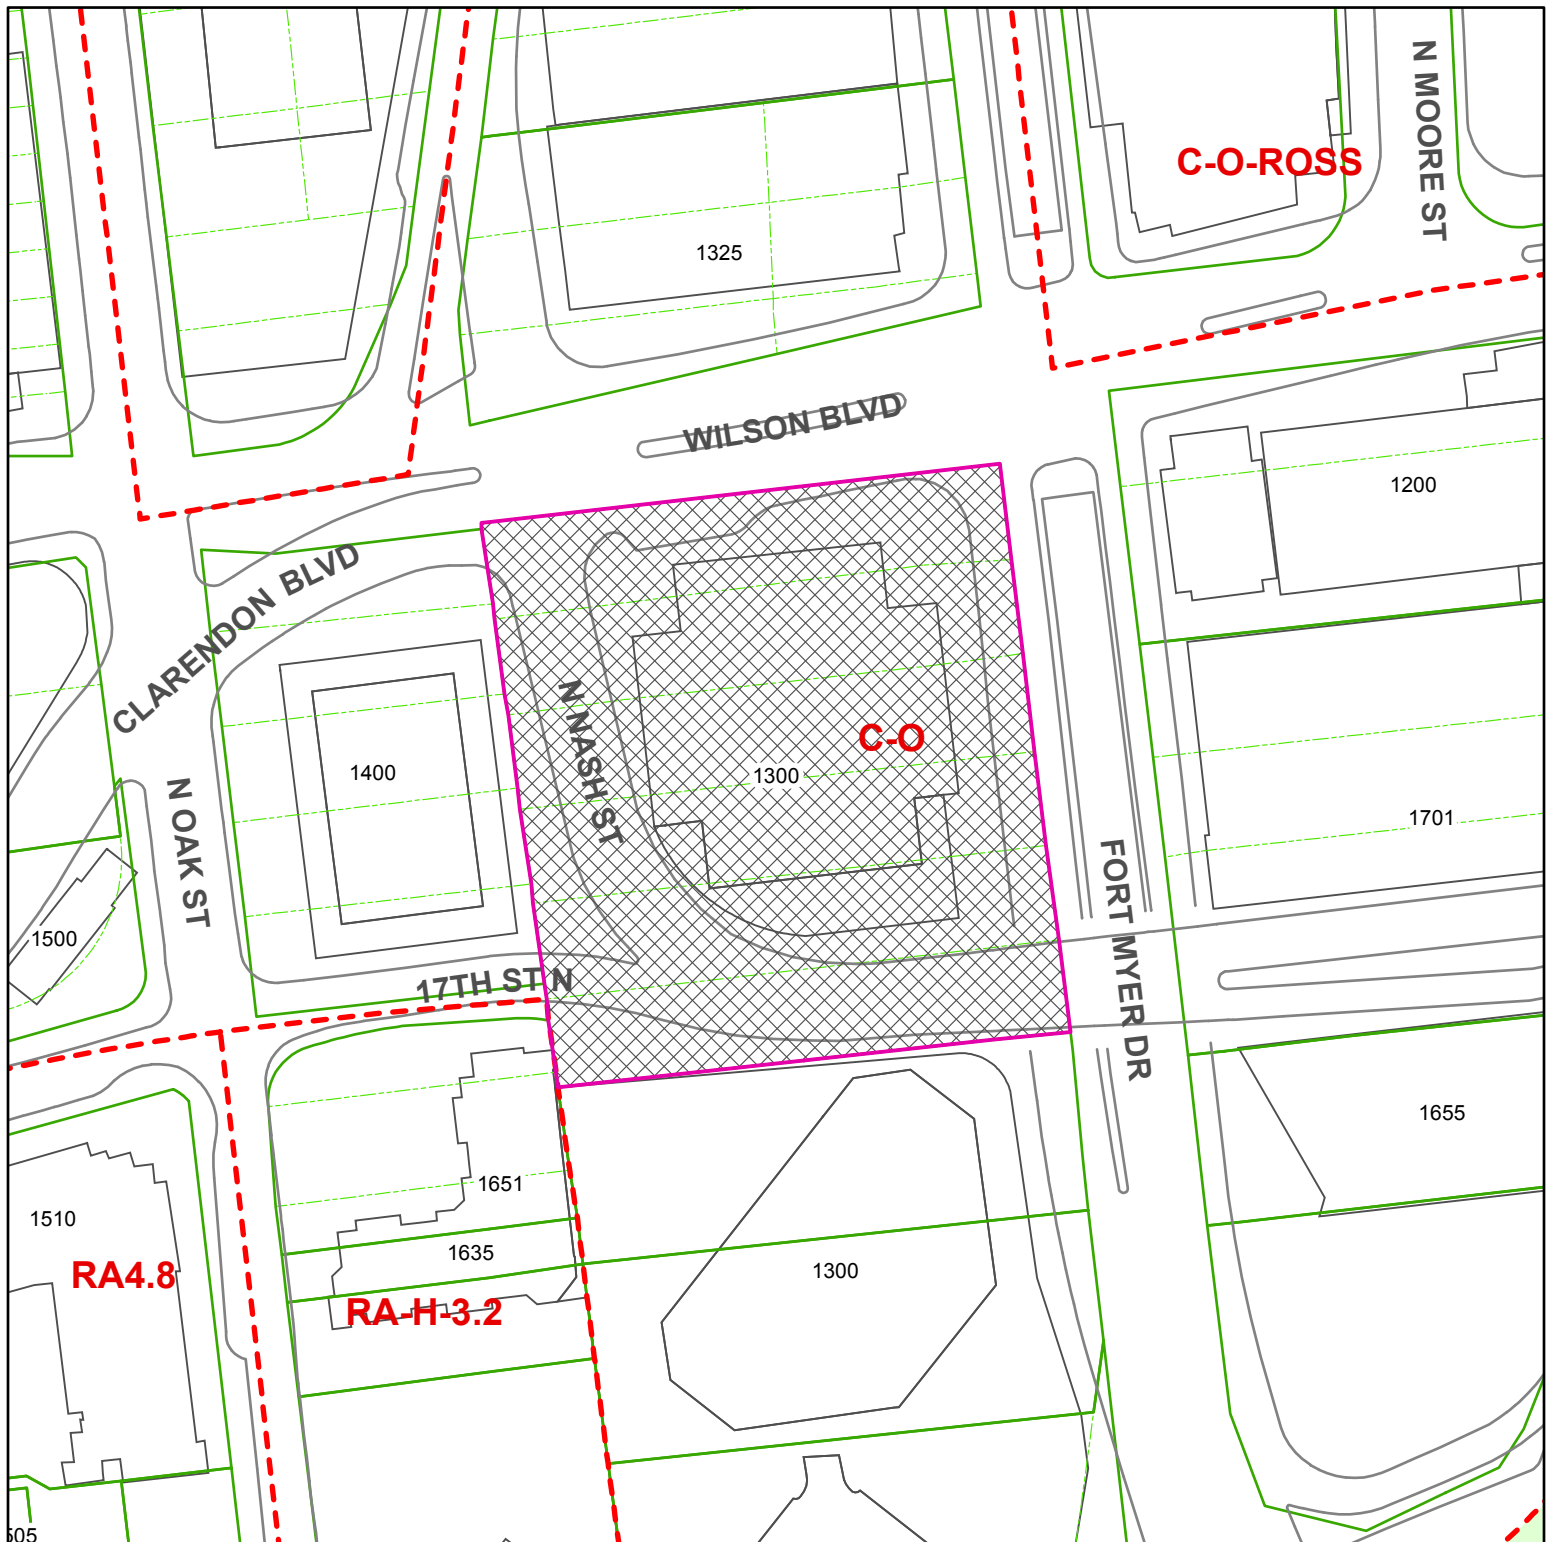 N MOORE ST
C-O-ROSS
1325
WILSON BLVD
1200
CLARENDON BLVD
N NASH ST
C-O
1400
1300
N OAK ST
1701
FORT MYER DR
1500
17TH ST N
1655
1651
1510
1635
RA4.8
1300
RA-H-3.2
505